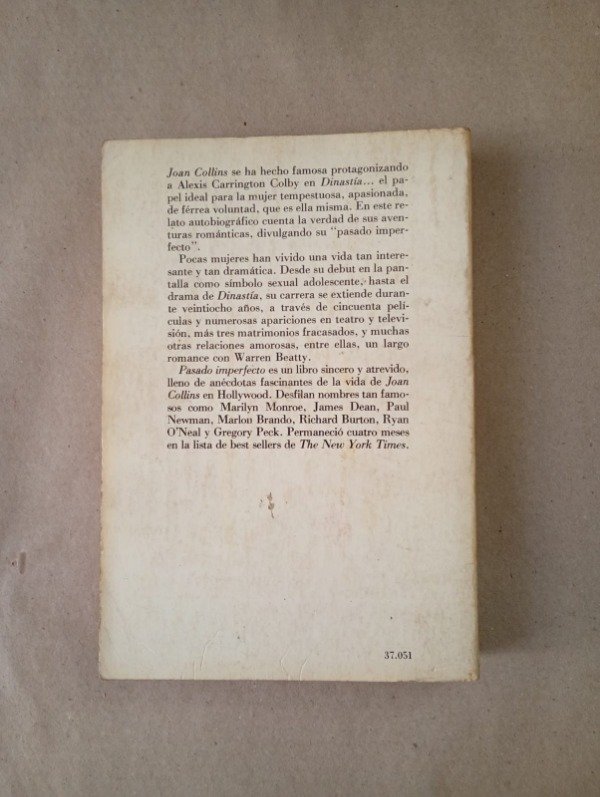 Joan Collins se ha hecho famosa protagonizando
a Alexis Carrington Colby en Dinastía... el pa-
pel ideal para la mujer tempestuosa, apasionada,
de férrea voluntad, que es ella misma. En este re-
lato autobiográfico cuenta la verdad de sus aven-
turas románticas, divulgando su "pasado imper-
fecto".
Pocas mujeres han vivido una vida tan intere-
sante y tan dramática. Desde su debut en la pan-
talla como símbolo sexual adolescente, hasta el
drama de Dinastía, su carrera se extiende duran-
te veintiocho años, a través de cincuenta pelí-
culas y numerosas apariciones en teatro y televi-
sión, más tres matrimonios fracasados, y muchas
otras relaciones amorosas, entre ellas, un largo
romance con Warren Beatty.
Pasado imperfecto es un libro sincero y atrevido,
lleno de anécdotas fascinantes de la vida de Joan
Collins en Hollywood. Desfilan nombres tan famo-
sos como Marilyn Monroe, James Dean, Paul
Newman, Marlon Brando, Richard Burton, Ryan
O'Neal y Gregory Peck. Permaneció cuatro meses
en la lista de best sellers de The New York Times.
37.051